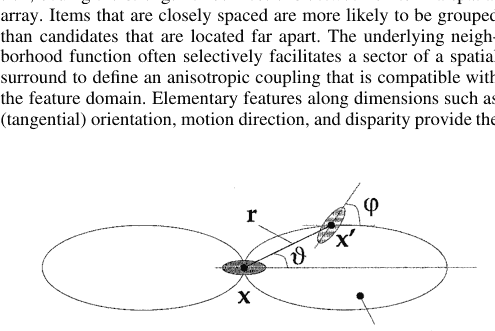 array. Items that are closely spaced are more likely to be grouped
than candidates that are located far apart. The underlying neigh-
borhood function often selectively facilitates a sector of a spatial
surround to define an anisotropic coupling that is compatible with
the feature domain. Elementary features along dimensions such as
(tangential) orientation, motion direction, and disparity provide the
φ
r
x′
ϑ
x